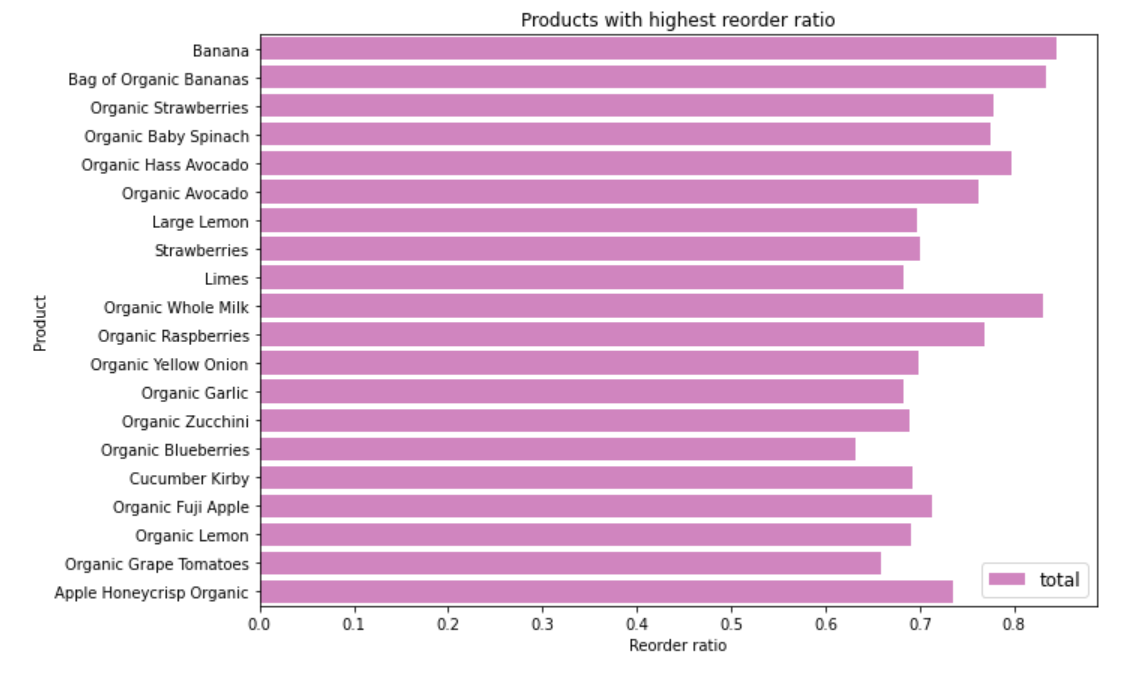 Products with highest reorder ratio
Product
Banana
Bag of Organic Bananas
Organic Strawberries
Organic Baby Spinach
Organic Hass Avocado
Organic Avocado
Large Lemon
Strawberries
Limes
Organic Whole Milk
Organic Raspberries
Organic Yellow Onion
Organic Garlic
Organic Zucchini
Organic Blueberries
Cucumber Kirby
Organic Fuji Apple
Organic Lemon
Organic Grape Tomatoes
Apple Honeycrisp Organic
total
0.0 0.1 0.2 0.3 0.4 0.5 0.6 0.7 0.8
Reorder ratio